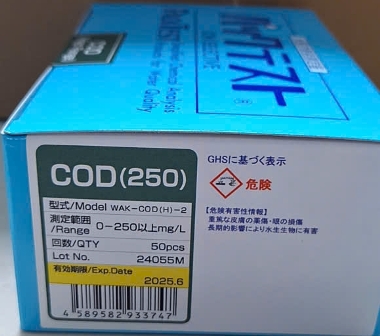 COD
パックテスト
COD(250)
型式/Model WAK-COD(H)-2
測定範囲
/Range 0-250以上mg/L
回数/QTY 50pcs
Lot No. 24055M
有効期限/Exp.Date
2025.6
4 589582 933747
GHSに基づく表示
危険
【危険有害性情報】
重篤な皮膚の薬傷・眼の損傷
長期的影響により水生生物に有害